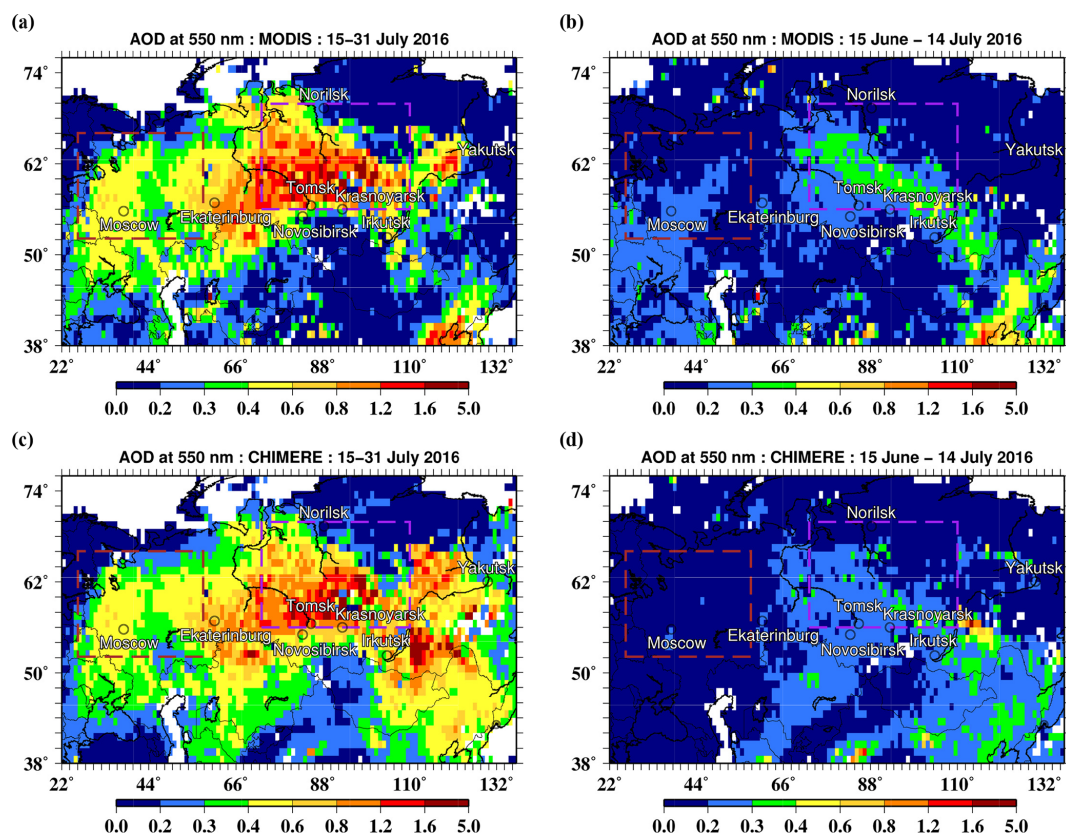 (a)
AOD at 550 nm : MODIS : 15−31 July 2016
74°
62°
50°
38°
Norilsk
Yakutsk
Tomsk
Krasnoyarsk
Ekaterinburg
Irkutsk
Moscow
Novosibirsk
22 44 66 88° 110 132°
0.0 0.2 0.3 0.4 0.6 0.8 1.2 1.6 5.0
(b)
AOD at 550 nm : MODIS : 15 June − 14 July 2016
74°
62°
50°
38°
Norilsk
Yakutsk
Tomsk
Krasnoyarsk
Ekaterinburg
Irkutsk
Moscow
Novosibirsk
22° 44° 66° 88° 110 132°
0.0 0.2 0.3 0.4 0.6 0.8 1.2 1.6 5.0
(c)
AOD at 550 nm : CHIMERE : 15−31 July 2016
74°
62°
50°
38°
Norilsk
Yakutsk
Tomsk
Krasnoyarsk
Ekaterinburg
Irkutsk
Moscow
Novosibirsk
22° 44° 66° 88° 110 132°
0.0 0.2 0.3 0.4 0.6 0.8 1.2 1.6 5.0
(d)
AOD at 550 nm : CHIMERE : 15 June − 14 July 2016
74°
62°
50°
38°
Norilsk
Yakutsk
Tomsk
Krasnoyarsk
Ekaterinburg
Irkutsk
Moscow
Novosibirsk
22° 44° 66° 88° 110 132°
0.0 0.2 0.3 0.4 0.6 0.8 1.2 1.6 5.0